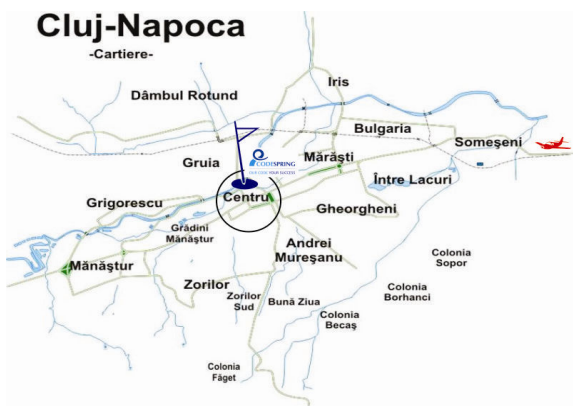 Cluj-Napoca
-Cartiere-
Iris
Dâmbul Rotund
Bulgaria
Someşeni
CODESPRING
Mărăşti
Gruia
Între Lacuri
Centru
Grigorescu
Gheorgheni
Grădini
Mănăştur
Andrei
Mureşanu
Colonia
Sopor
Mănăştur
Zorilor
Colonia
Borhanci
Zorilor
Sud
Bună Ziua
Colonia
Becaş
Colonia
Făget